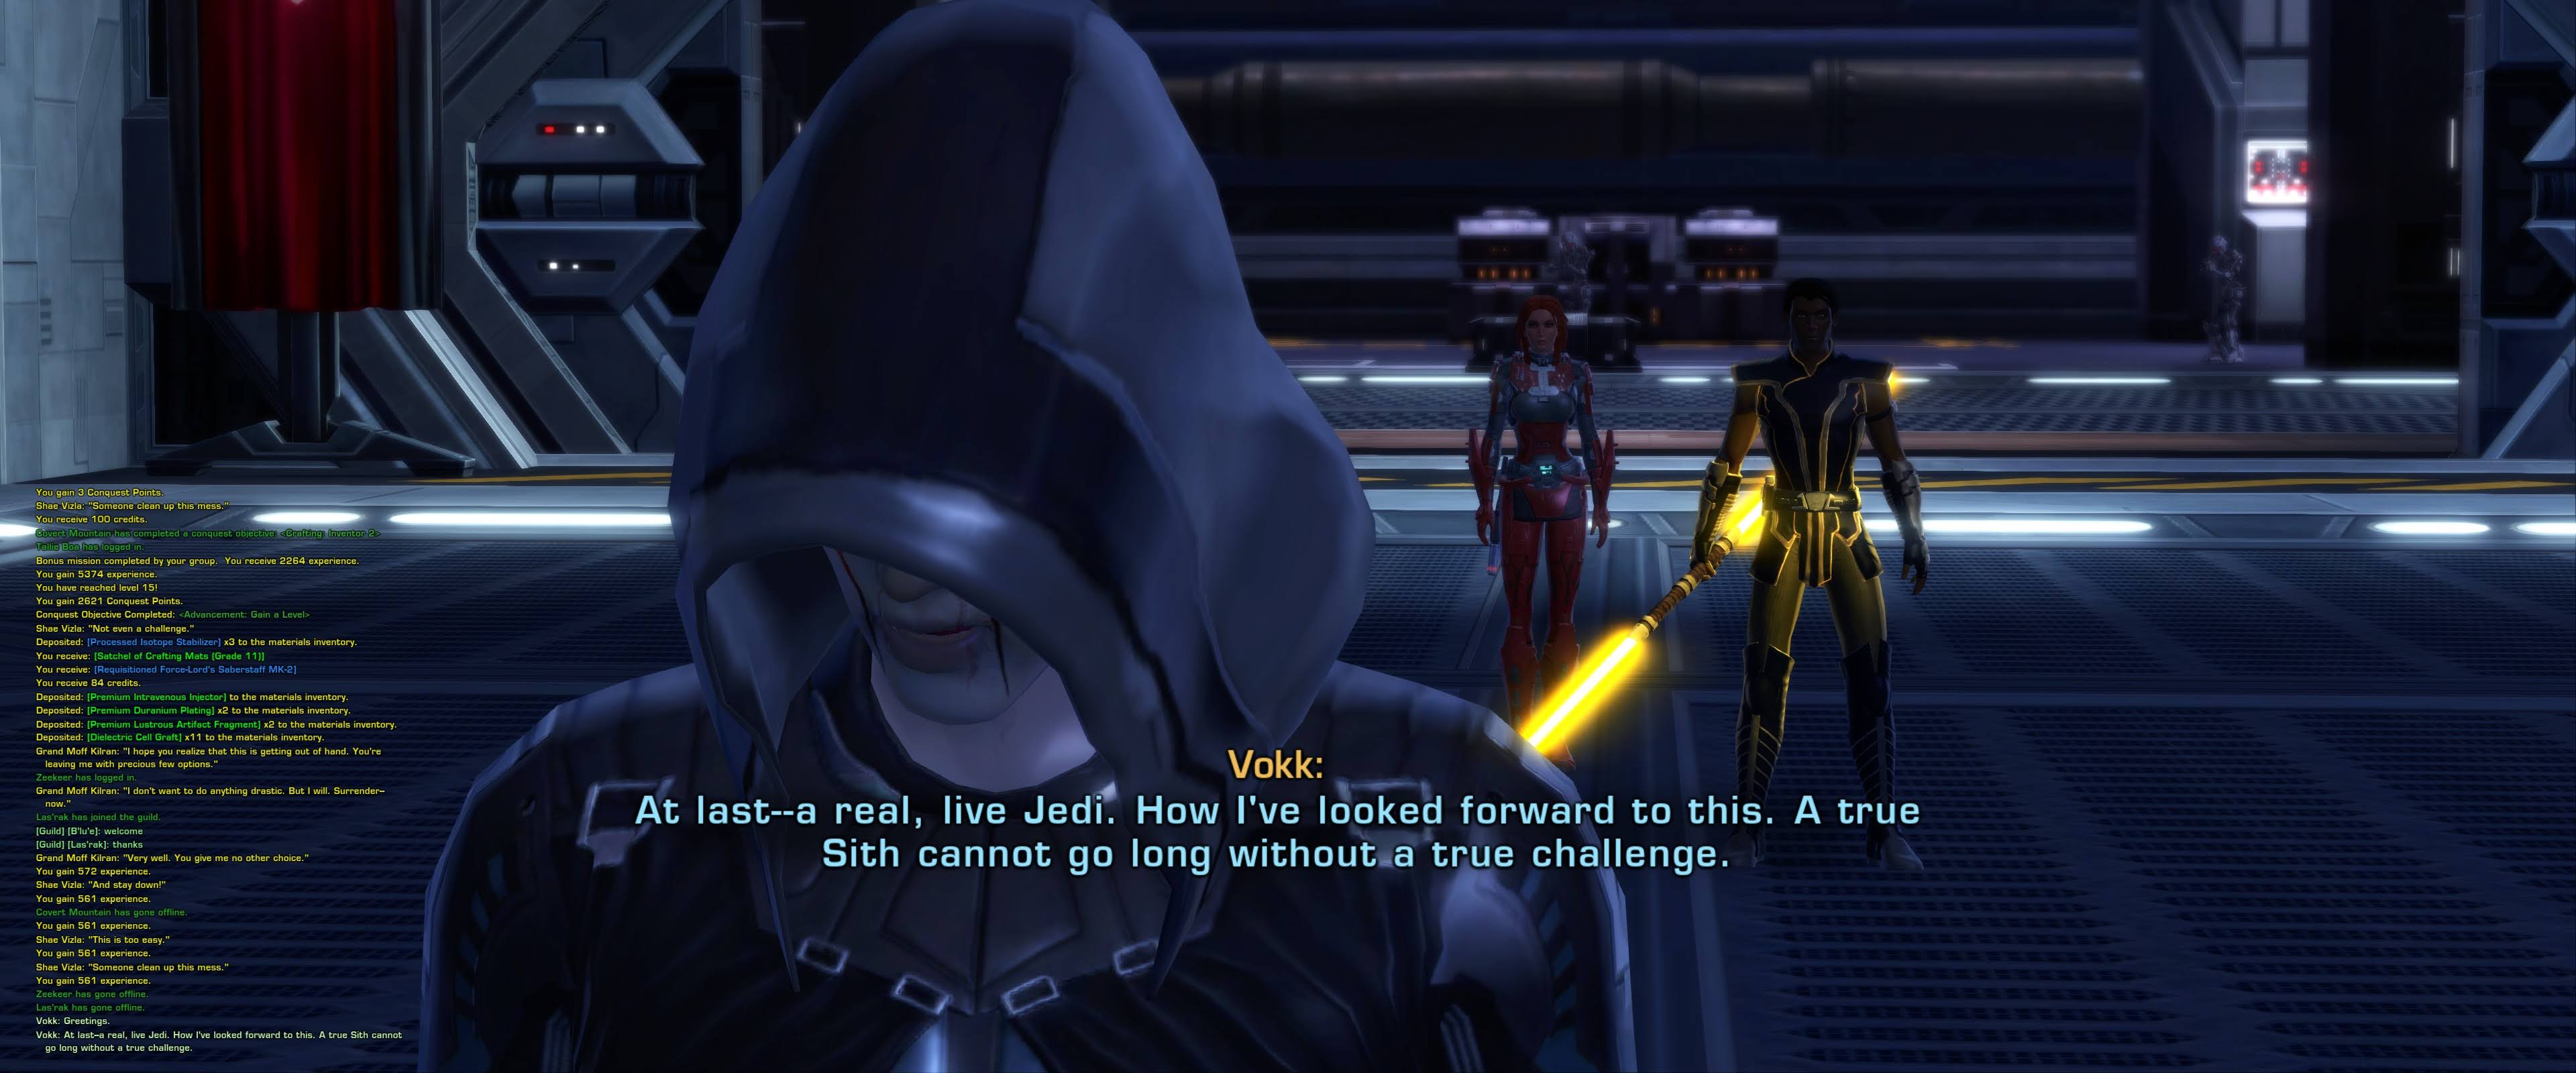 You gain 3 Conquest Points.
Shae Vizla: "Someone clean up this mess."
You receive 100 credits.
Covert Mountain has completed a conquest objective: <Crafting: Inventor 2>
Tallie Boa has logged in.
Bonus mission completed by your group. You receive 2264 experience.
You gain 5374 experience.
You have reached level 15!
You gain 2621 Conquest Points.
Conquest Objective Completed: <Advancement: Gain a Level>
Shae Vizla: "Not even a challenge."
Deposited: [Processed Isotope Stabilizer] x3 to the materials inventory.
You receive: [Satchel of Crafting Mats (Grade 11)]
You receive: [Requisitioned Force-Lord's Saberstaff MK-2]
You receive 84 credits.
Deposited: [Premium Intravenous Injector] to the materials inventory.
Deposited: [Premium Duranium Plating] x2 to the materials inventory.
Deposited: [Premium Lustrous Artifact Fragment] x2 to the materials inventory.
Deposited: [Dielectric Cell Graft] x11 to the materials inventory.
Grand Moff Kilran: "I hope you realize that this is getting out of hand. You're
leaving me with precious few options."
Zeekeer has logged in.
Grand Moff Kilran: "I don't want to do anything drastic. But I will. Surrender--
now."
Las'rak has joined the guild.
[Guild] [B'lu'e]: welcome
[Guild] [Las'rak]: thanks
Grand Moff Kilran: "Very well. You give me no other choice."
You gain 572 experience.
Shae Vizla: "And stay down!"
You gain 561 experience.
Covert Mountain has gone offline.
You gain 561 experience.
Shae Vizla: "This is too easy."
You gain 561 experience.
Shae Vizla: "Someone clean up this mess."
You gain 561 experience.
Zeekeer has gone offline.
Las'rak has gone offline.
Vokk: Greetings.
Vokk: At last--a real, live Jedi. How I've looked forward to this. A true Sith cannot
go long without a true challenge.
Vokk:
At last--a real, live Jedi. How I've looked forward to this. A true
Sith cannot go long without a true challenge.